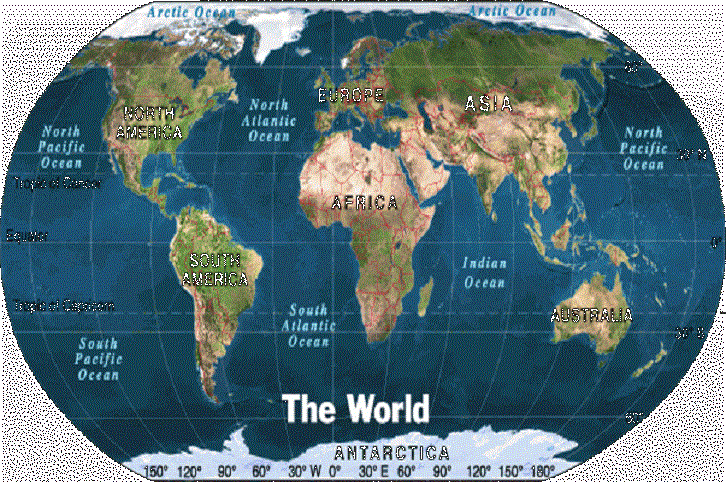 Arctic Ocean
Arctic Ocean
60°
EUROPE
ASIA
NORTH
AMERICA
North
Atlantic
Ocean
North
Pacific
Ocean
North
Pacific
Ocean
30° N
Tropic of Cancer
AFRICA
Equator
0°
SOUTH
AMERICA
Indian
Ocean
Tropic of Capricorn
South
Atlantic
Ocean
AUSTRALIA
30° S
South
Pacific
Ocean
The World
60°
ANTARCTICA
150° 120° 90° 60° 30° W 0° 30° E 60° 90° 120° 150° 180°